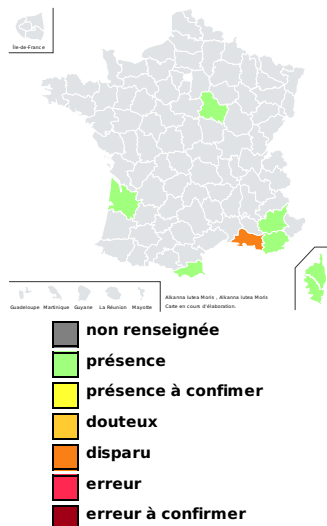 Île-de-France
Guadeloupe Martinique Guyane La Réunion Mayotte
Alkanna lutea Moris , Alkanna lutea Moris
Carte en cours d'élaboration.
non renseignée
présence
présence à confimer
douteux
disparu
erreur
erreur à confirmer